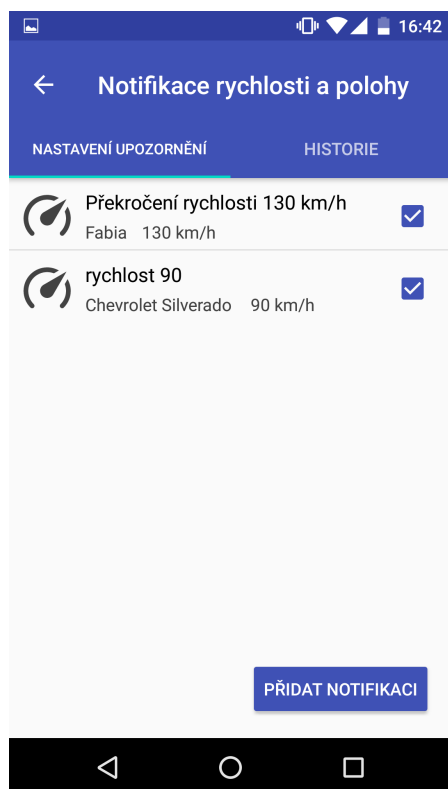 16:42
Notifikace rychlosti a polohy
NASTAVENÍ UPOZORNĚNÍ HISTORIE
Překročení rychlosti 130 km/h
Fabia 130 km/h
rychlost 90
Chevrolet Silverado 90 km/h
PŘIDAT NOTIFIKACI